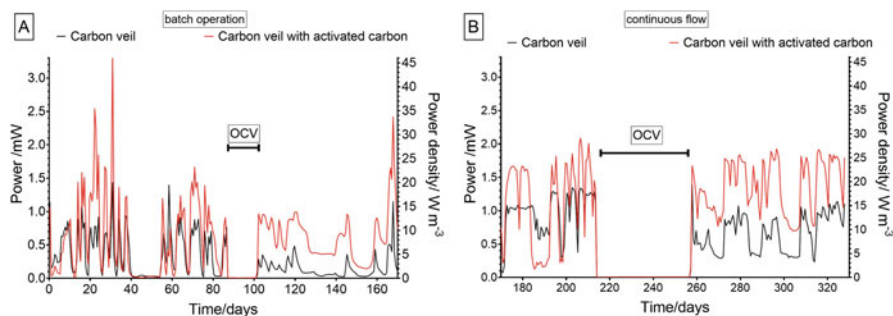 A
batch operation
— Carbon veil
— Carbon veil with activated carbon
Power /mW
3.0
2.5
2.0
1.5
1.0
0.5
0.0
OCV
45
40
35
30
25
20
15
10
5
0
Power density/ W m-3
0 20 40 60 80 100 120 140 160
Time/days
B
continuous flow
— Carbon veil
— Carbon veil with activated carbon
Power /mW
3.0
2.5
2.0
1.5
1.0
0.5
0.0
OCV
45
40
35
30
25
20
15
10
5
0
Power density/ W m-3
180 200 220 240 260 280 300 320
Time/days